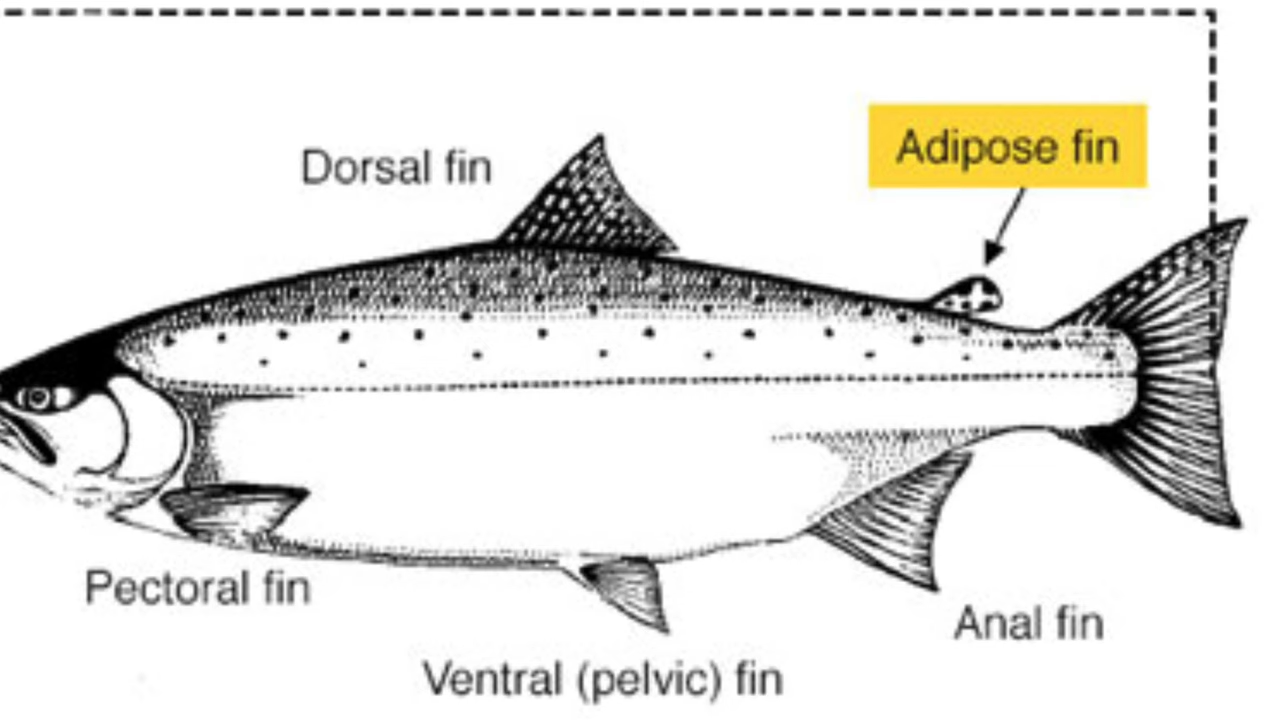 Adipose fin
Dorsal fin
Pectoral fin
Anal fin
Ventral (pelvic) fin